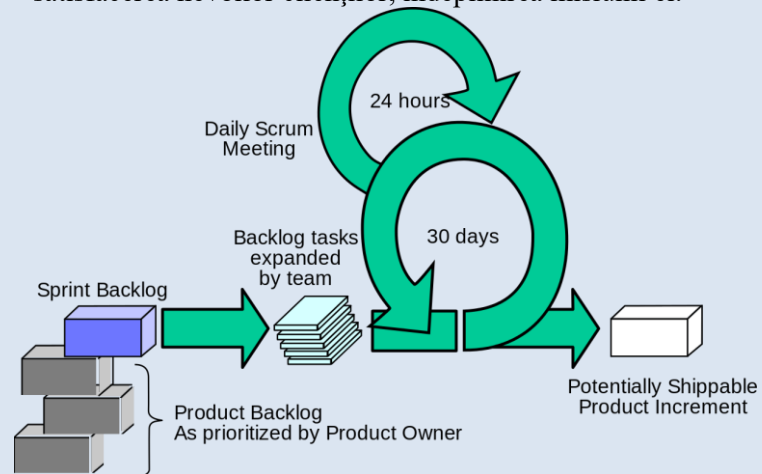 24 hours
Daily Scrum
Meeting
30 days
Backlog tasks
expanded
by team
Sprint Backlog
Potentially Shippable
Product Increment
Product Backlog
As prioritized by Product Owner